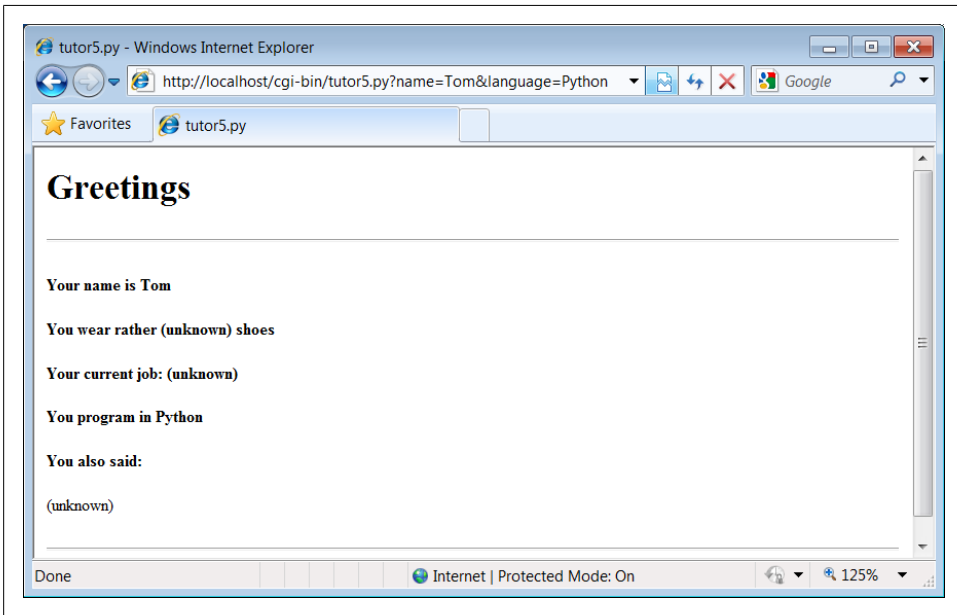 tutor5.py - Windows Internet Explorer
http://localhost/cgi-bin/tutor5.py?name=Tom&language=Python
Google
Favorites
tutor5.py
Greetings
Your name is Tom
You wear rather (unknown) shoes
Your current job: (unknown)
You program in Python
You also said:
(unknown)
Done
Internet | Protected Mode: On
125%